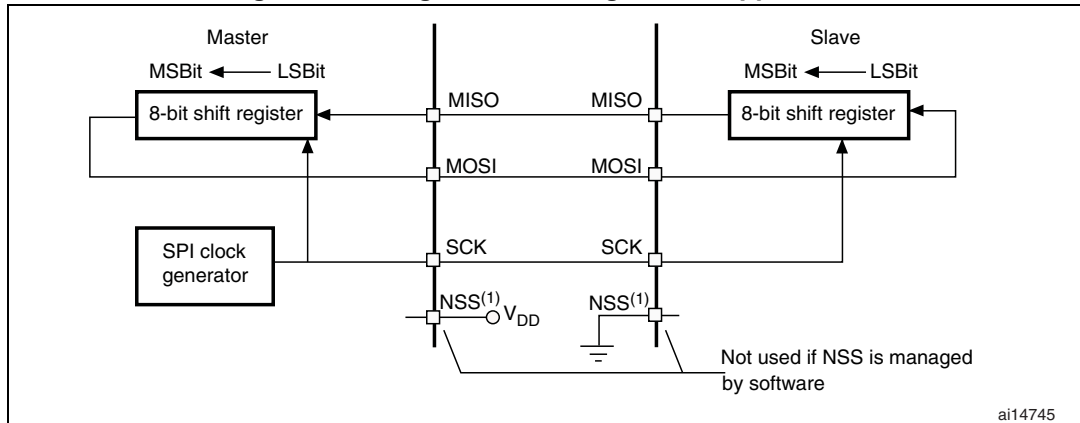 Master
Slave
MSBit LSBit
MSBit LSBit
8-bit shift register
MISO
MISO
8-bit shift register
MOSI
MOSI
SPI clock
generator
SCK
SCK
NSS(1)
VDD
NSS(1)
Not used if NSS is managed
by software
ai14745